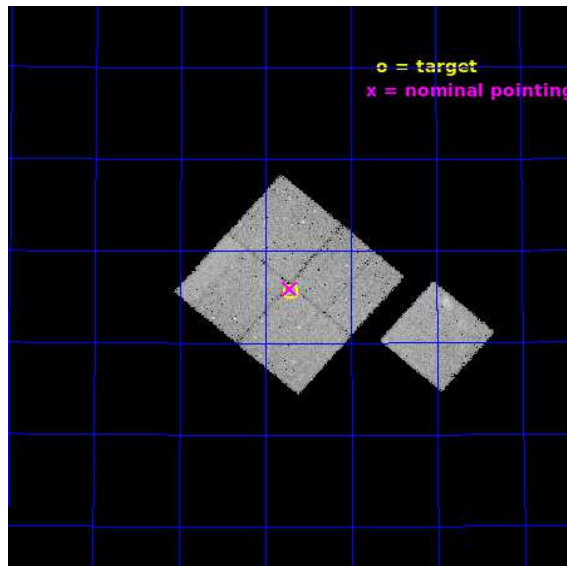 o = target
x = nominal pointing